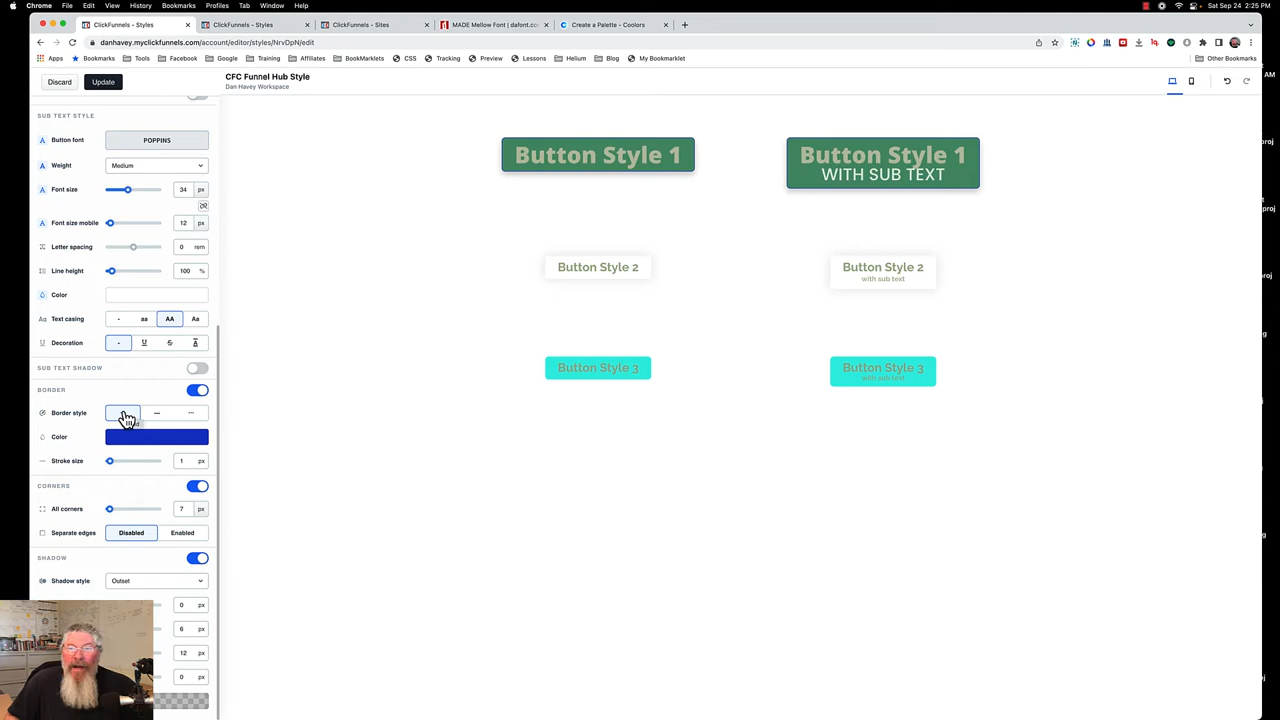 Chrome File Edit View History Bookmarks Profiles Tab Window Help Sat Sep 24 2:25 PM
ClickFunnels - Styles ClickFunnels - Styles ClickFunnels - Sites MADE Mellow Font | dafont.co Create a Palette - Coolors
danhavey.myclickfunnels.com/account/editor/styles/NrvDpN/edit
Apps Bookmarks Tools Facebook Google Training Affiliates BookMarklets CSS Tracking Preview Lessons Helium Blog My Bookmarklet Other Bookmarks
Discard Update CFC Funnel Hub Style
Dan Havey Workspace
SUB TEXT STYLE
Button font POPPINS
Weight Medium
Font size 34 px
Font size mobile 12 px
Letter spacing 0 rem
Line height 100 %
Color
Text casing - aa AA Aa
Decoration - U S A
SUB TEXT SHADOW
BORDER
Border style
Color
Stroke size 1 px
CORNERS
All corners 7 px
Separate edges Disabled Enabled
SHADOW
Shadow style Outset
0 px
6 px
12 px
0 px
Button Style 1
Button Style 1
WITH SUB TEXT
Button Style 2
Button Style 2
with sub text
Button Style 3
Button Style 3
with sub text
AM
proj
proj